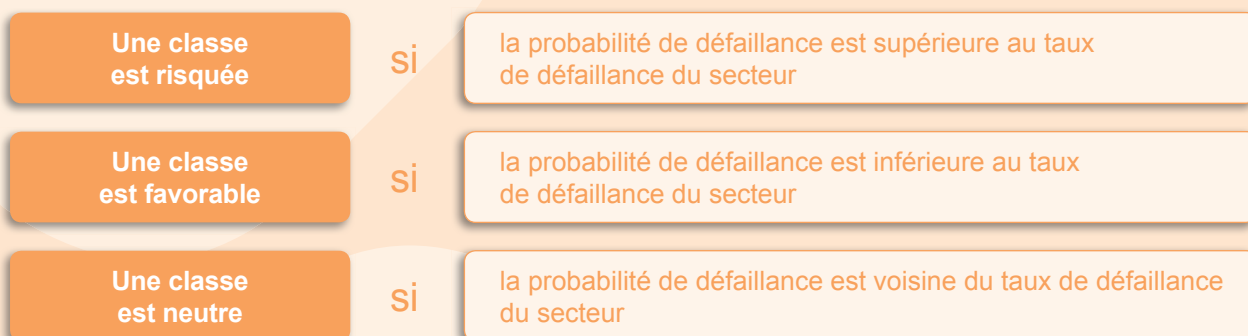 Une classe
est risquée
si
la probabilité de défaillance est supérieure au taux
de défaillance du secteur
Une classe
est favorable
si
la probabilité de défaillance est inférieure au taux
de défaillance du secteur
Une classe
est neutre
si
la probabilité de défaillance est voisine du taux de défaillance
du secteur